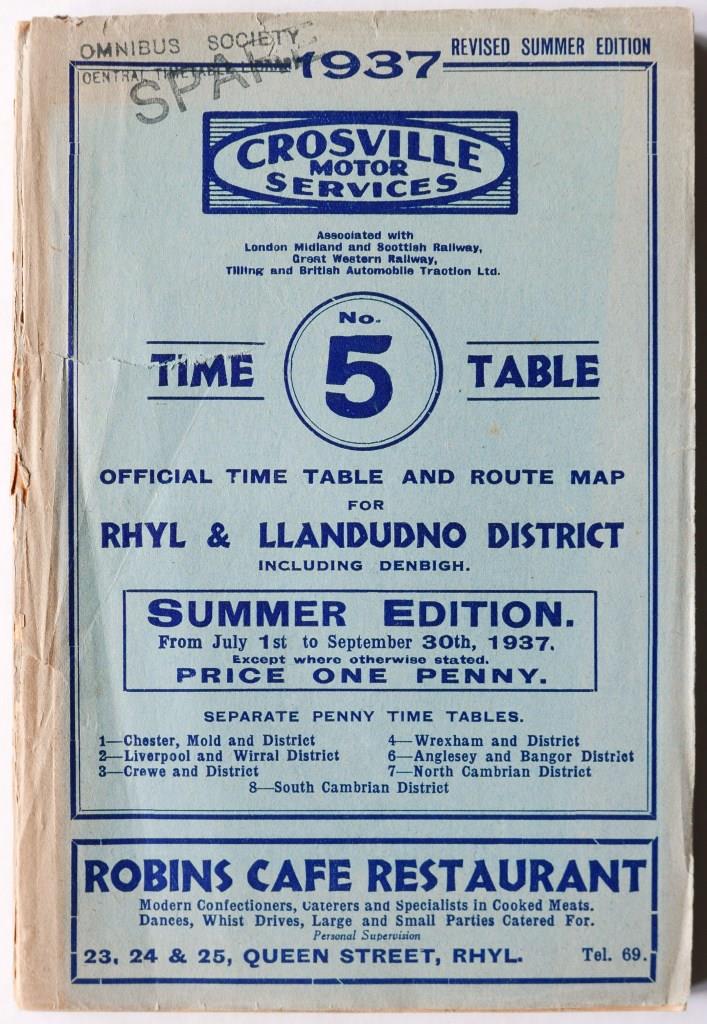 OMNIBUS SOCIETY
CENTRAL TIMETABLE
SPARE
REVISED SUMMER EDITION
1937
CROSVILLE
MOTOR
SERVICES
Associated with
London Midland and Scottish Railway,
Great Western Railway,
Tilling and British Automobile Traction Ltd.
No.
TIME 5 TABLE
OFFICIAL TIME TABLE AND ROUTE MAP
FOR
RHYL & LLANDUDNO DISTRICT
INCLUDING DENBIGH.
SUMMER EDITION.
From July 1st to September 30th, 1937.
Except where otherwise stated.
PRICE ONE PENNY.
SEPARATE PENNY TIME TABLES.
1—Chester, Mold and District 4—Wrexham and District
2—Liverpool and Wirral District 6—Anglesey and Bangor District
3—Crewe and District 7—North Cambrian District
8—South Cambrian District
ROBINS CAFE RESTAURANT
Modern Confectioners, Caterers and Specialists in Cooked Meats.
Dances, Whist Drives, Large and Small Parties Catered For.
Personal Supervision
23, 24 & 25, QUEEN STREET, RHYL. Tel. 69.